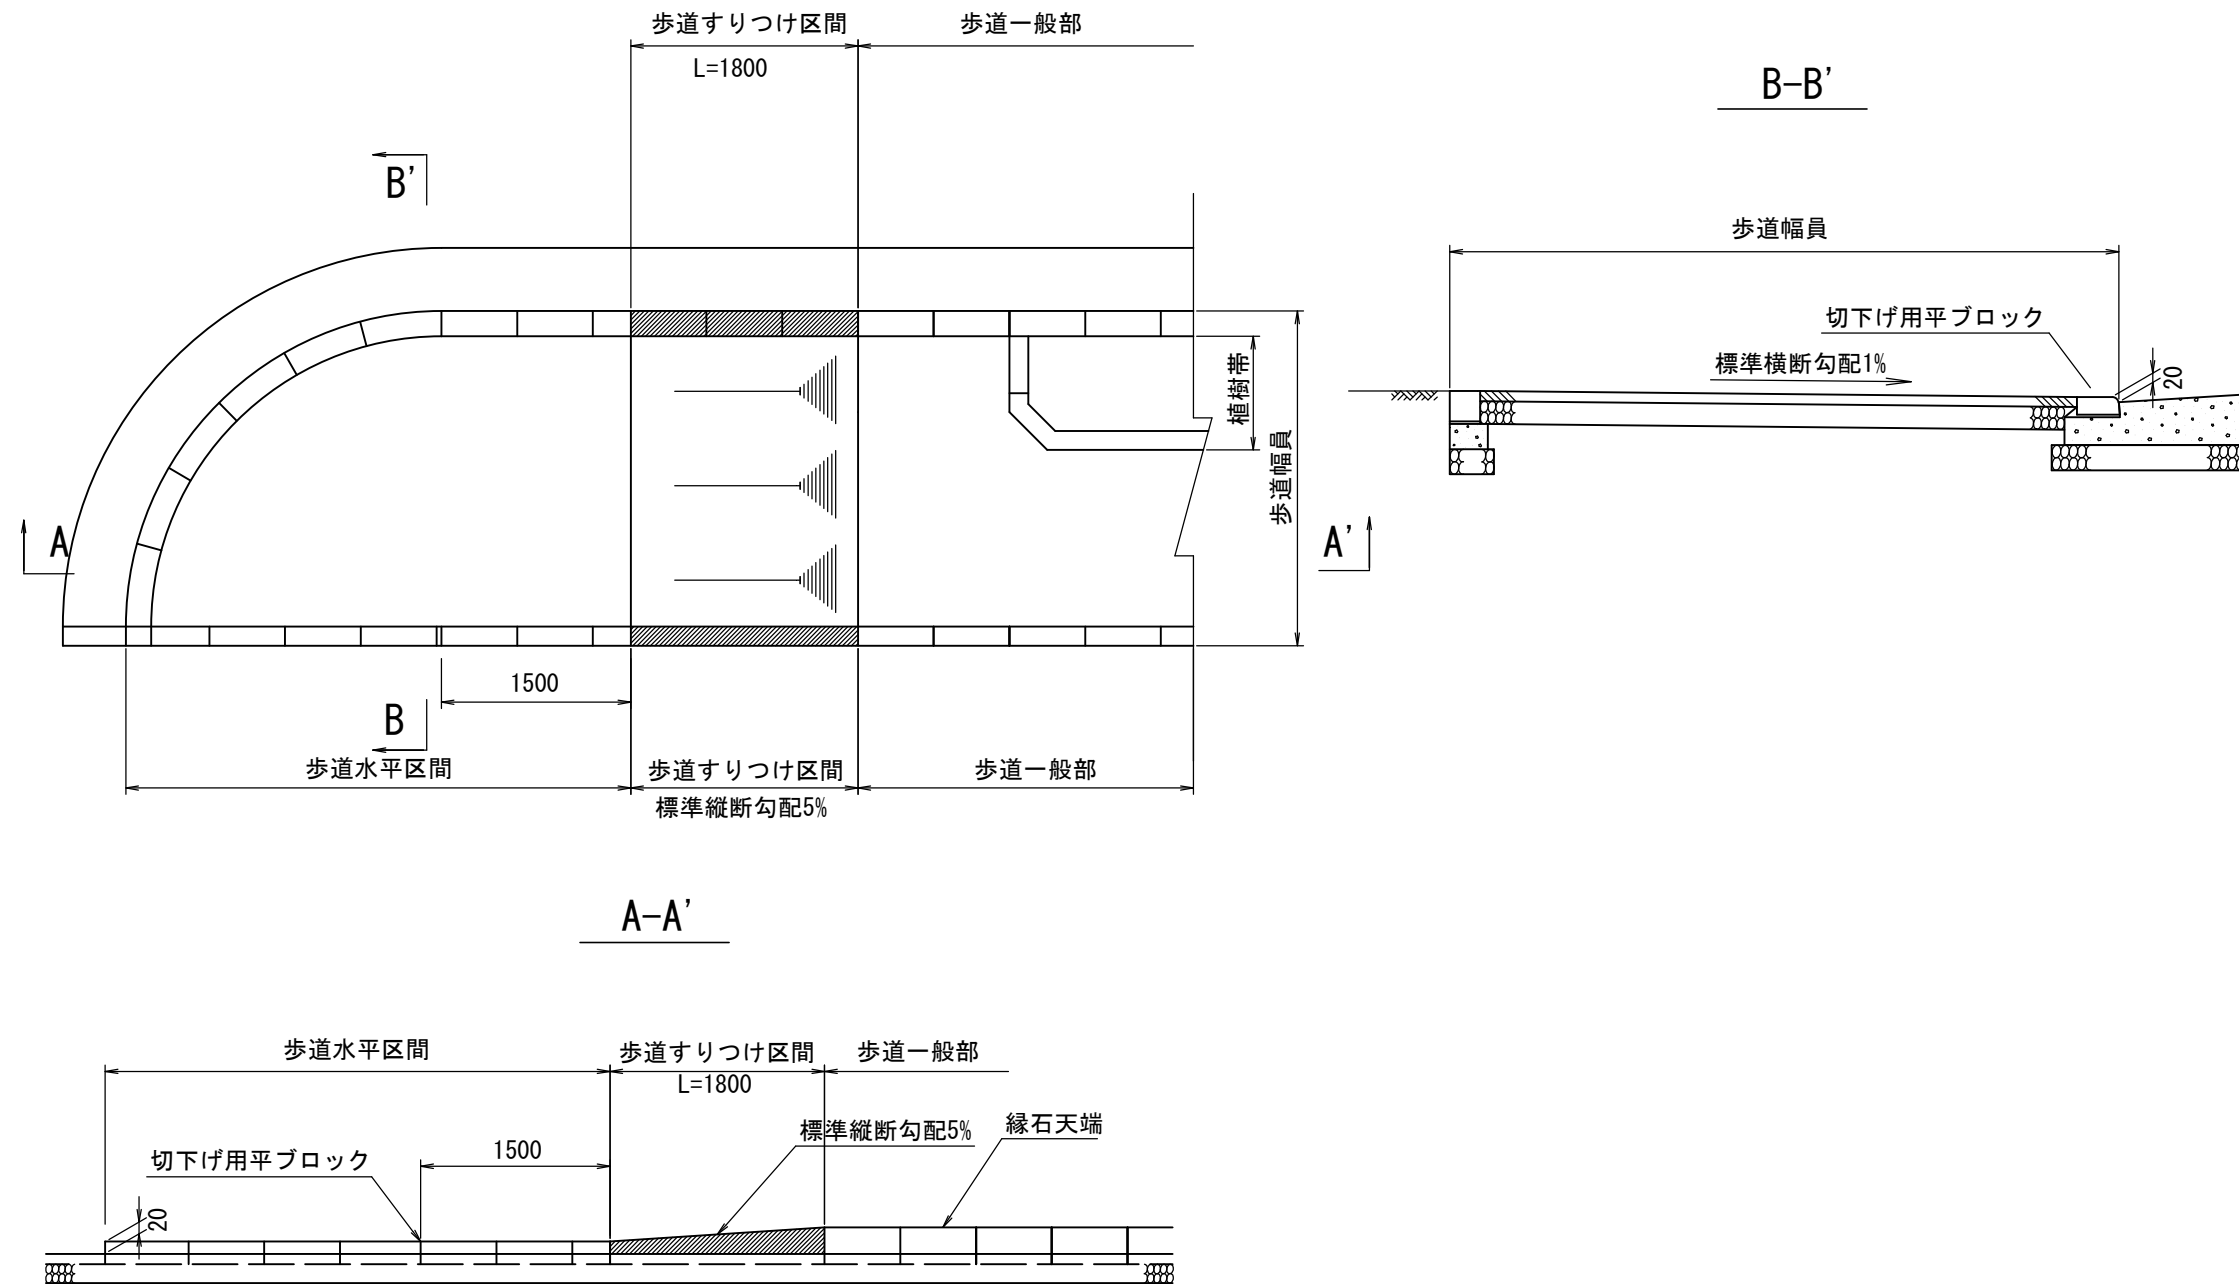 歩道すりつけ区間
歩道一般部
L=1800
B-B'
B'
歩道幅員
切下げ用平ブロック
標準横断勾配1%
20
植樹帯
歩道幅員
A
A'
1500
B
歩道水平区間
歩道すりつけ区間
歩道一般部
標準縦断勾配5%
A-A'
歩道水平区間
歩道すりつけ区間
歩道一般部
L=1800
標準縦断勾配5%
縁石天端
切下げ用平ブロック
1500
20